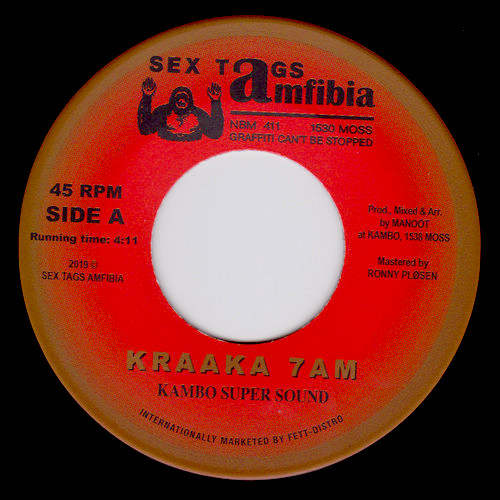 SEX TAGS
amfibia
NBM 411 1530 MOSS
GRAFFITI CAN'T BE STOPPED
45 RPM
SIDE A
Running time: 4:11
2019 ©
SEX TAGS AMFIBIA
Prod., Mixed & Arr.
by MANOOT
at KAMBO, 1538 MOSS
Mastered by
RONNY PLØSEN
KRAAKA 7AM
KAMBO SUPER SOUND
INTERNATIONALLY MARKETED BY FETT-DISTRO